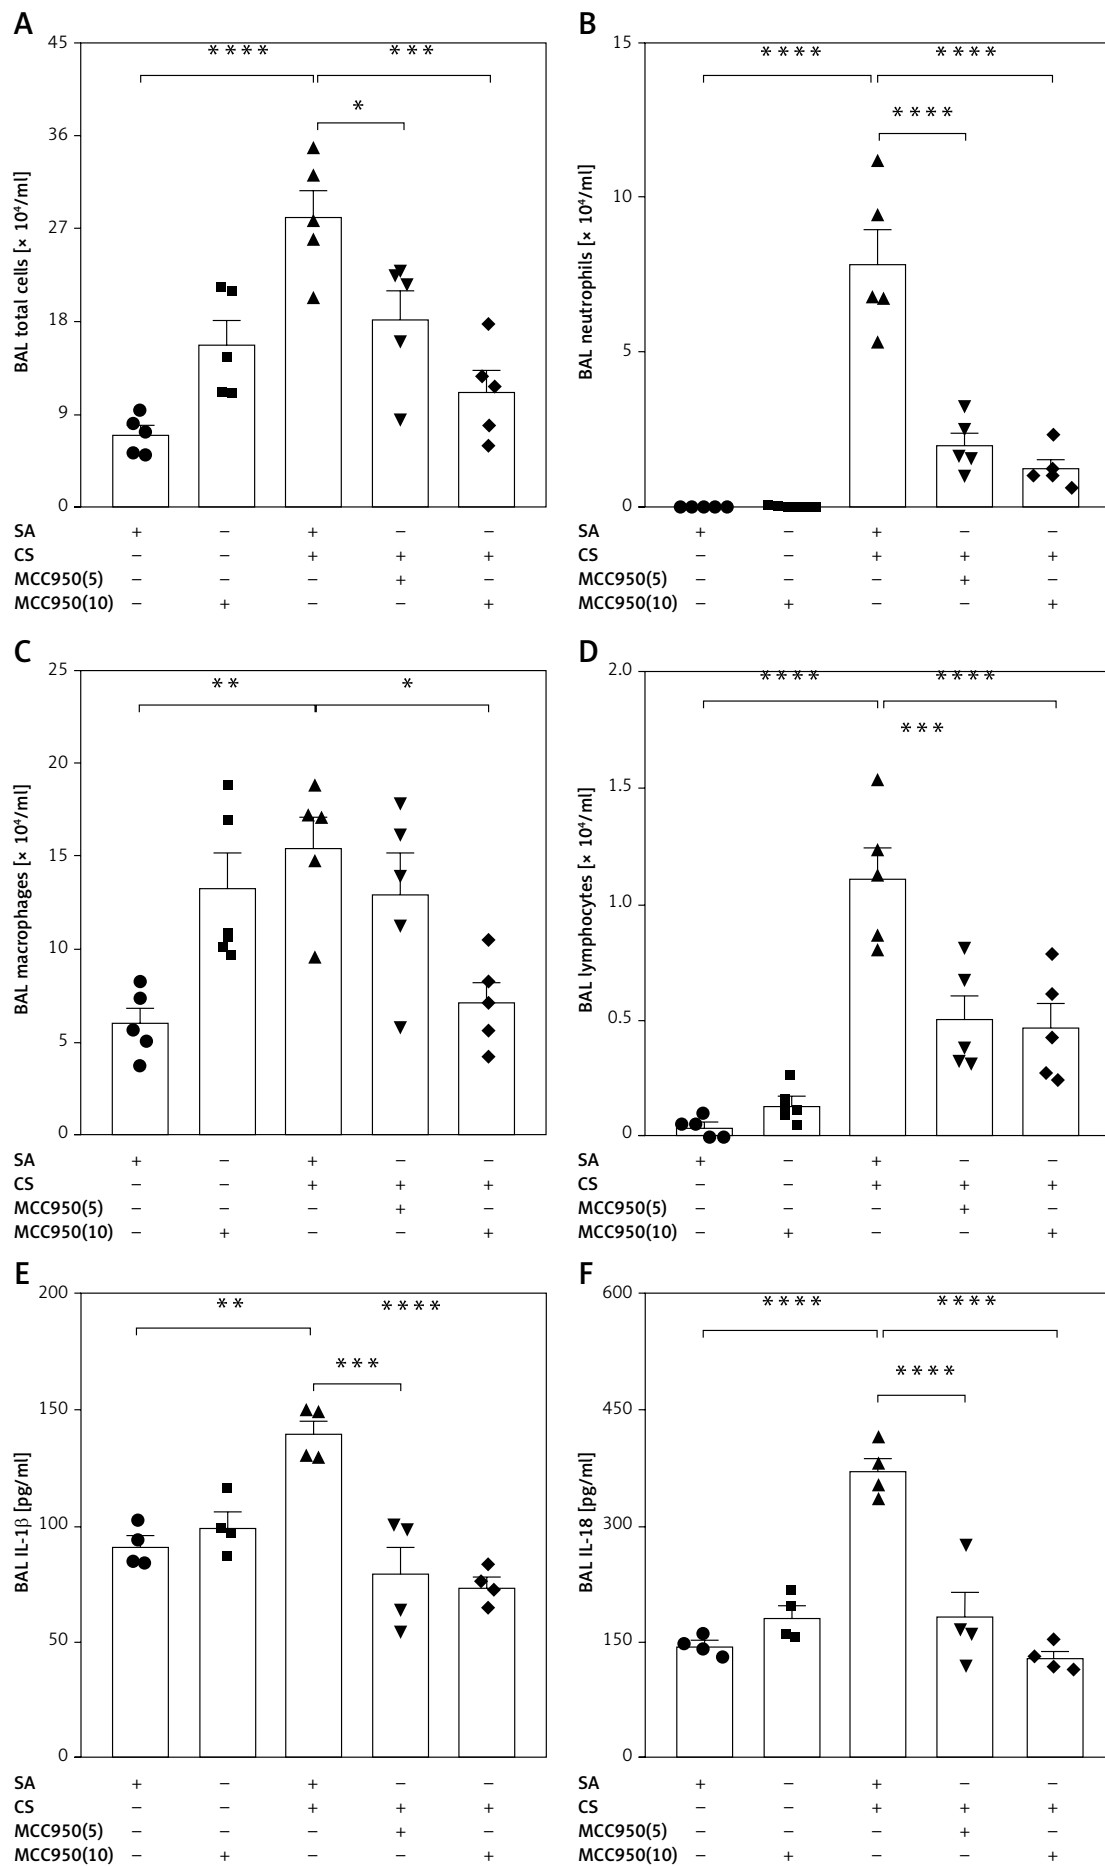 A
BAL total cells [× 10⁴/ml]
45
36
27
18
9
0
**** ***
*
SA + – + – –
CS – – + + +
MCC950(5) – – – + –
MCC950(10) – + – – +
B
BAL neutrophils [× 10⁴/ml]
15
10
5
0
**** ****
****
SA + – + – –
CS – – + + +
MCC950(5) – – – + –
MCC950(10) – + – – +
C
BAL macrophages [× 10⁴/ml]
25
20
15
10
5
0
** *
SA + – + – –
CS – – + + +
MCC950(5) – – – + –
MCC950(10) – + – – +
D
BAL lymphocytes [× 10⁴/ml]
2.0
1.5
1.0
0.5
0
**** ****
***
SA + – + – –
CS – – + + +
MCC950(5) – – – + –
MCC950(10) – + – – +
E
BAL IL-1β [pg/ml]
200
150
100
50
0
** ****
***
SA + – + – –
CS – – + + +
MCC950(5) – – – + –
MCC950(10) – + – – +
F
BAL IL-18 [pg/ml]
600
450
300
150
0
**** ****
****
SA + – + – –
CS – – + + +
MCC950(5) – – – + –
MCC950(10) – + – – +